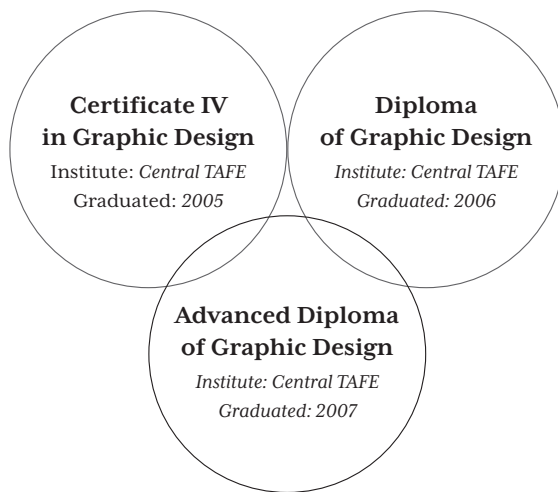 Certificate IV
in Graphic Design
Institute: Central TAFE
Graduated: 2005
Diploma
of Graphic Design
Institute: Central TAFE
Graduated: 2006
Advanced Diploma
of Graphic Design
Institute: Central TAFE
Graduated: 2007